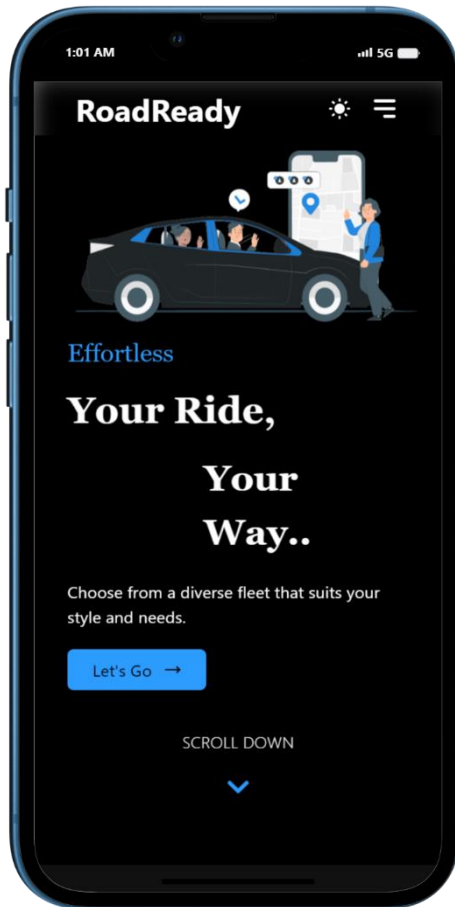 1:01 AM
5G
RoadReady
Effortless
Your Ride,
Your
Way..
Choose from a diverse fleet that suits your
style and needs.
Let's Go →
SCROLL DOWN